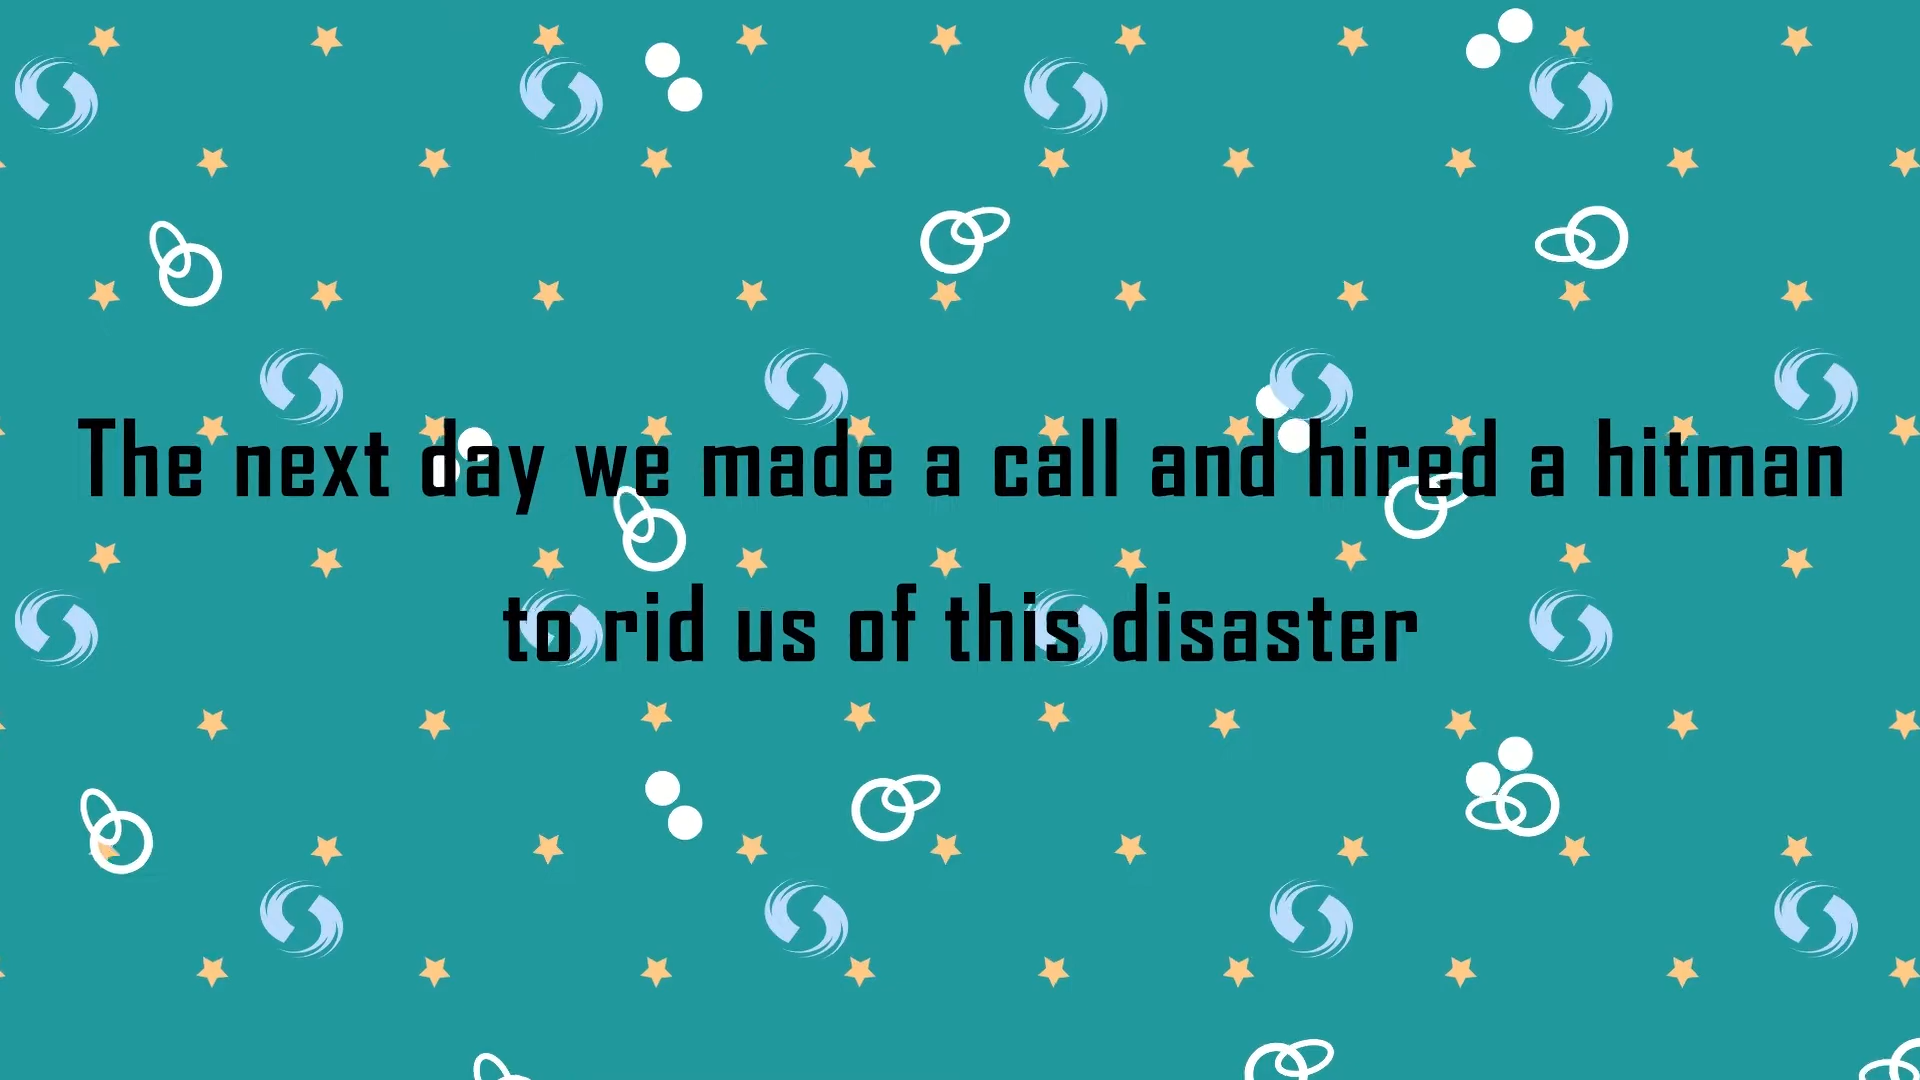 The next day we made a call and hired a hitman
to rid us of this disaster